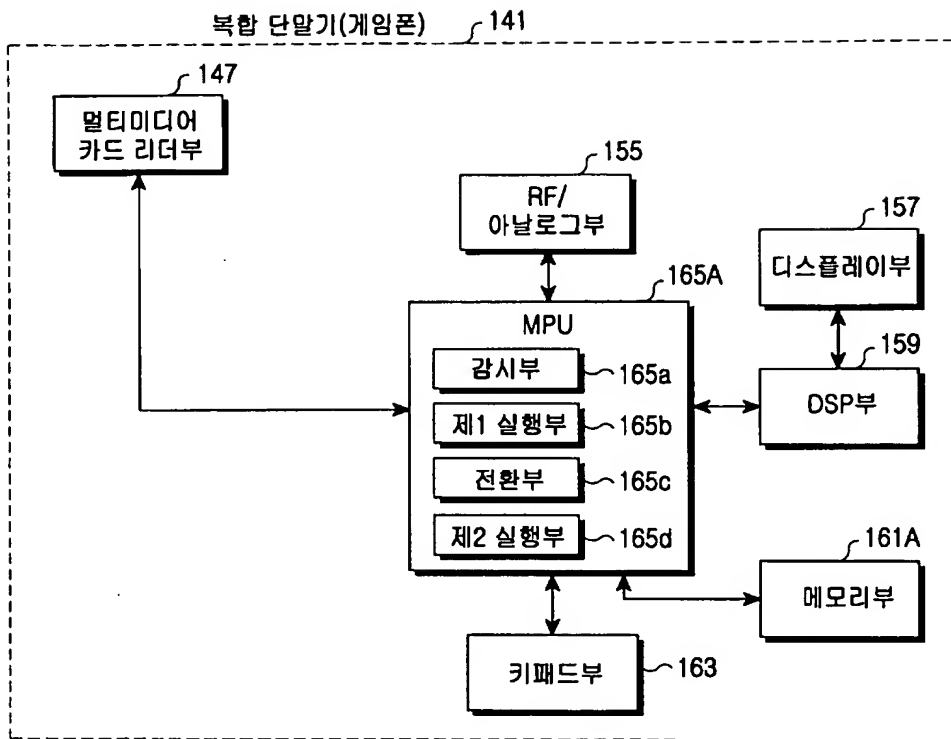 복합 단말기(게임폰)
141
147
멀티미디어
카드 리더부
155
RF/
아날로그부
157
디스플레이부
165A
MPU
감시부
165a
제1 실행부
165b
전환부
165c
제2 실행부
165d
159
DSP부
161A
메모리부
키패드부
163